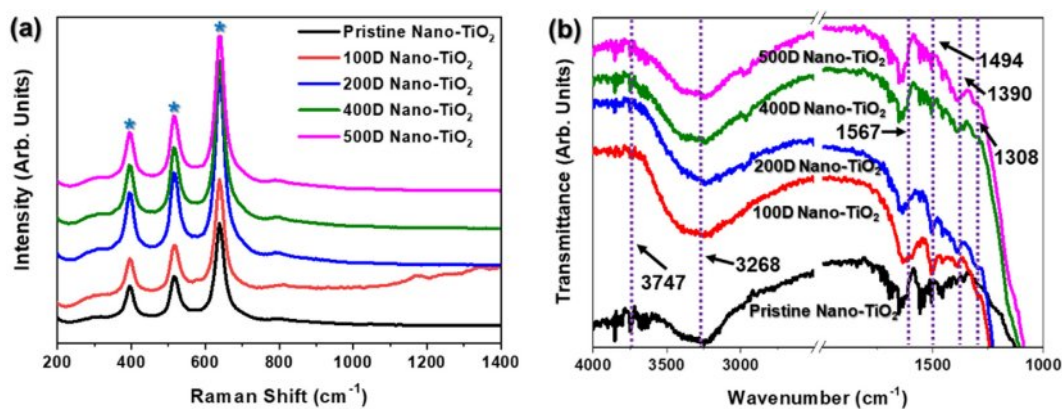 (a)
* * *
Pristine Nano-TiO₂
100D Nano-TiO₂
200D Nano-TiO₂
400D Nano-TiO₂
500D Nano-TiO₂
Intensity (Arb. Units)
200 400 600 800 1000 1200 1400
Raman Shift (cm⁻¹)
(b)
500D Nano-TiO₂
400D Nano-TiO₂
200D Nano-TiO₂
100D Nano-TiO₂
Pristine Nano-TiO₂
1494
1390
1567
1308
3747
3268
Transmittance (Arb. Units)
4000 3000 1500 1000
Wavenumber (cm⁻¹)